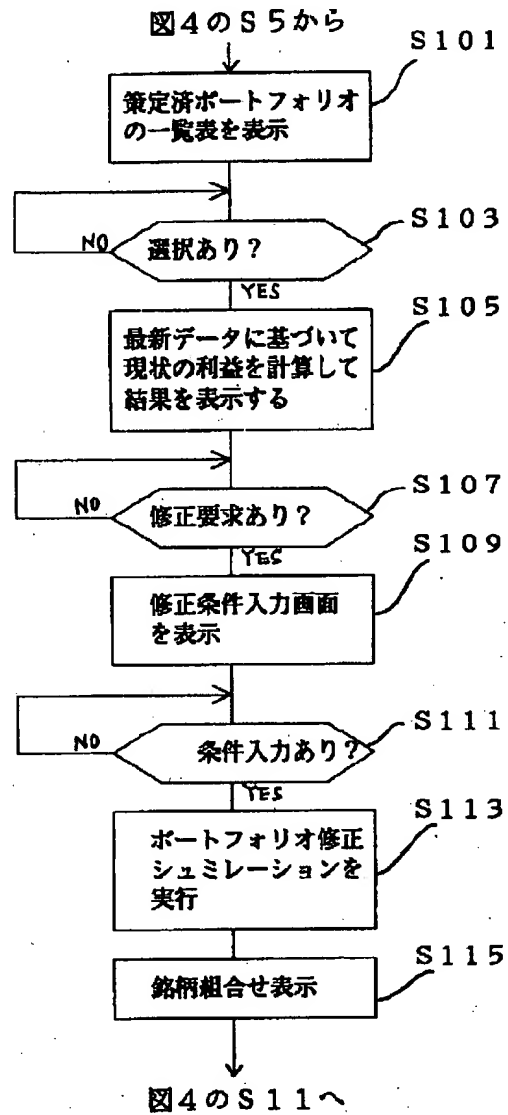 図4のS5から
S101
策定済ポートフォリオ
の一覧表を表示
S103
選択あり?
NO
YES
S105
最新データに基づいて
現状の利益を計算して
結果を表示する
S107
修正要求あり?
NO
YES
S109
修正条件入力画面
を表示
S111
条件入力あり?
NO
YES
S113
ポートフォリオ修正
シュミレーションを
実行
S115
銘柄組合せ表示
図4のS11へ